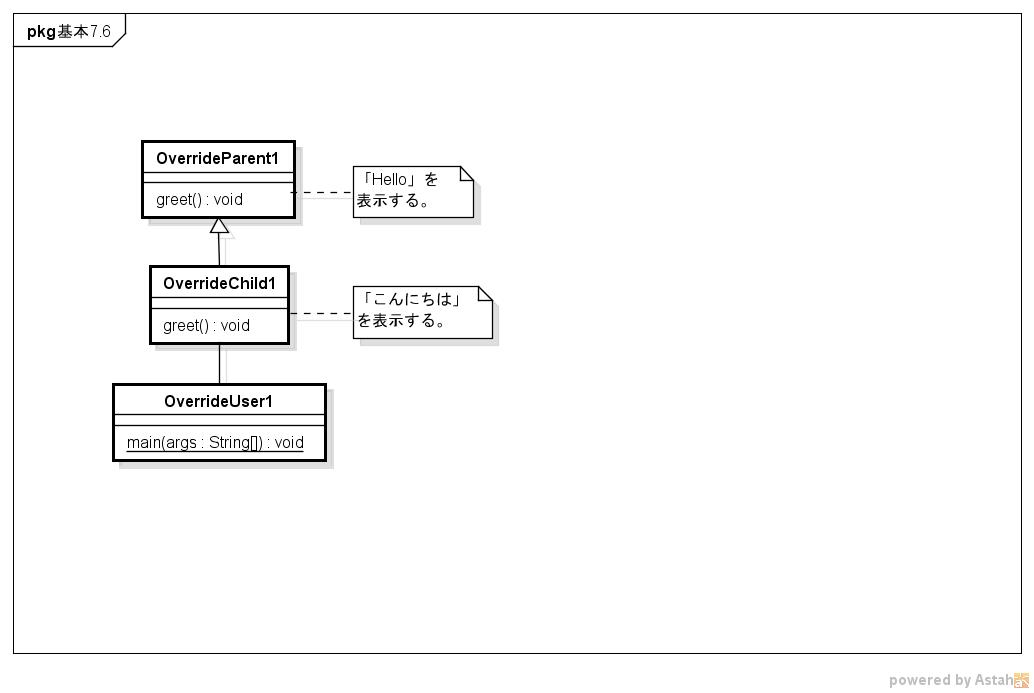 pkg基本7.6
OverrideParent1
greet() : void
「Hello」を
表示する。
OverrideChild1
greet() : void
「こんにちは」
を表示する。
OverrideUser1
main(args : String[]) : void
powered by Astah